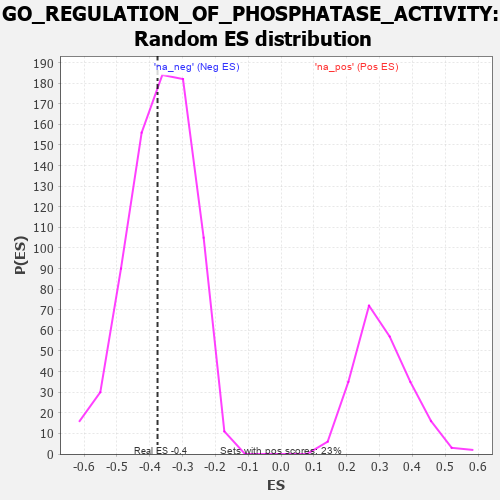 GO_REGULATION_OF_PHOSPHATASE_ACTIVITY:
Random ES distribution
'na_neg' (Neg ES)
'na_pos' (Pos ES)
190
180
170
160
150
140
130
120
110
100
90
80
70
60
50
40
30
20
10
0
P(ES)
Real ES -0.4
Sets with pos scores: 23%
-0.6 -0.5 -0.4 -0.3 -0.2 -0.1 0.0 0.1 0.2 0.3 0.4 0.5 0.6
ES